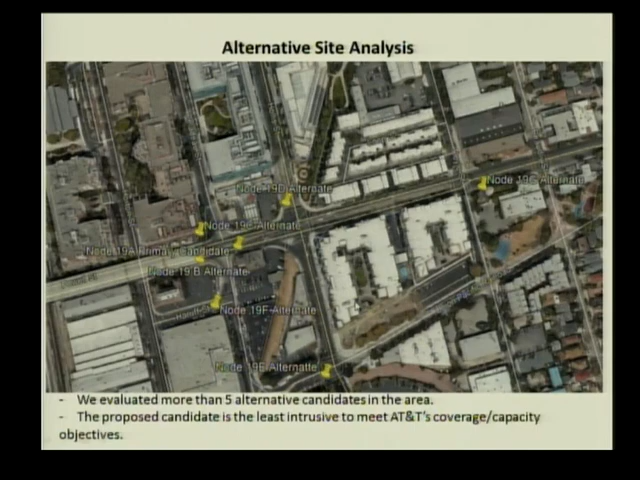 Alternative Site Analysis
Node 19D Alternate
Node 19G Alternate
Node 19C Alternate
Node 19A Primary Candidate
Node 19 B Alternate
Node 19F Alternate
Node 19E Alternatte
- We evaluated more than 5 alternative candidates in the area.
- The proposed candidate is the least intrusive to meet AT&T's coverage/capacity
objectives.